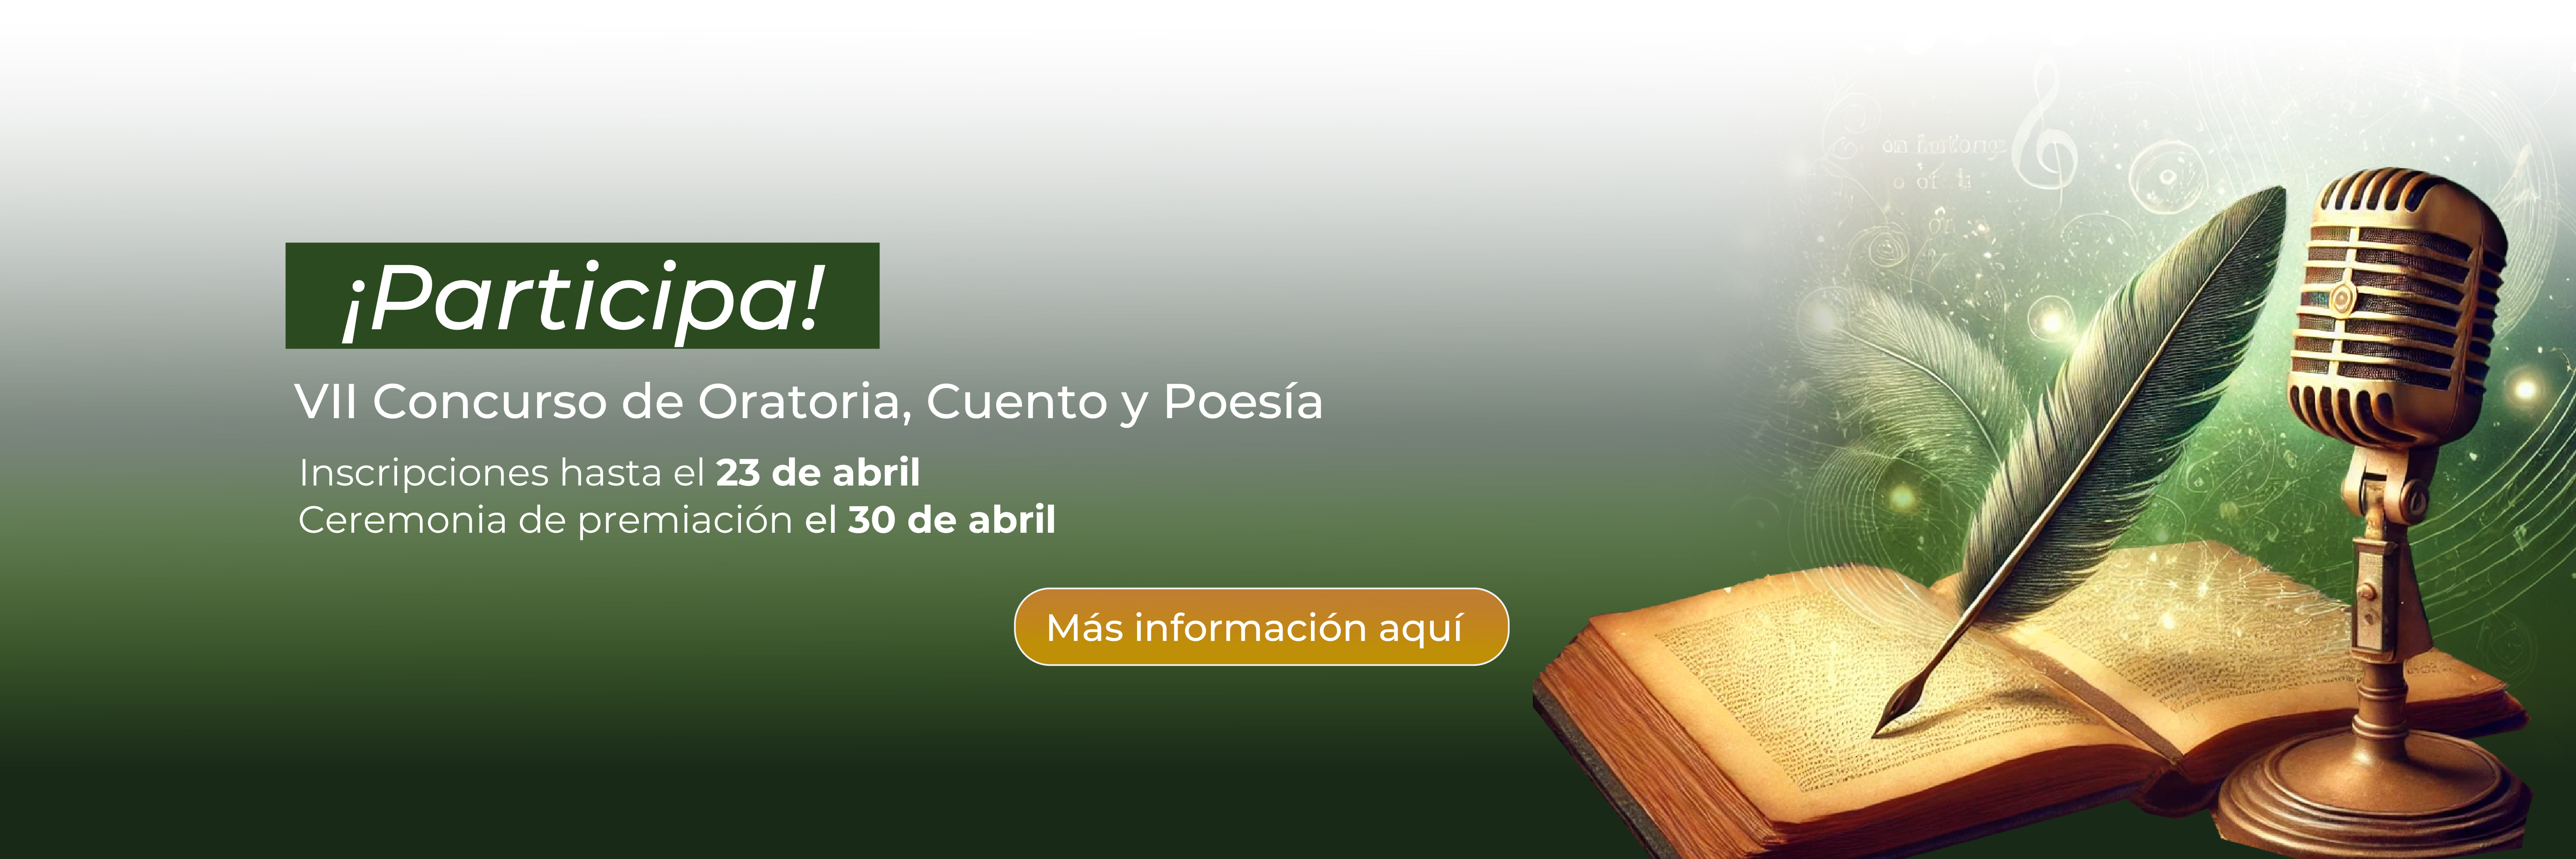 ¡Participa!
VII Concurso de Oratoria, Cuento y Poesía
Inscripciones hasta el 23 de abril
Ceremonia de premiación el 30 de abril
Más información aquí